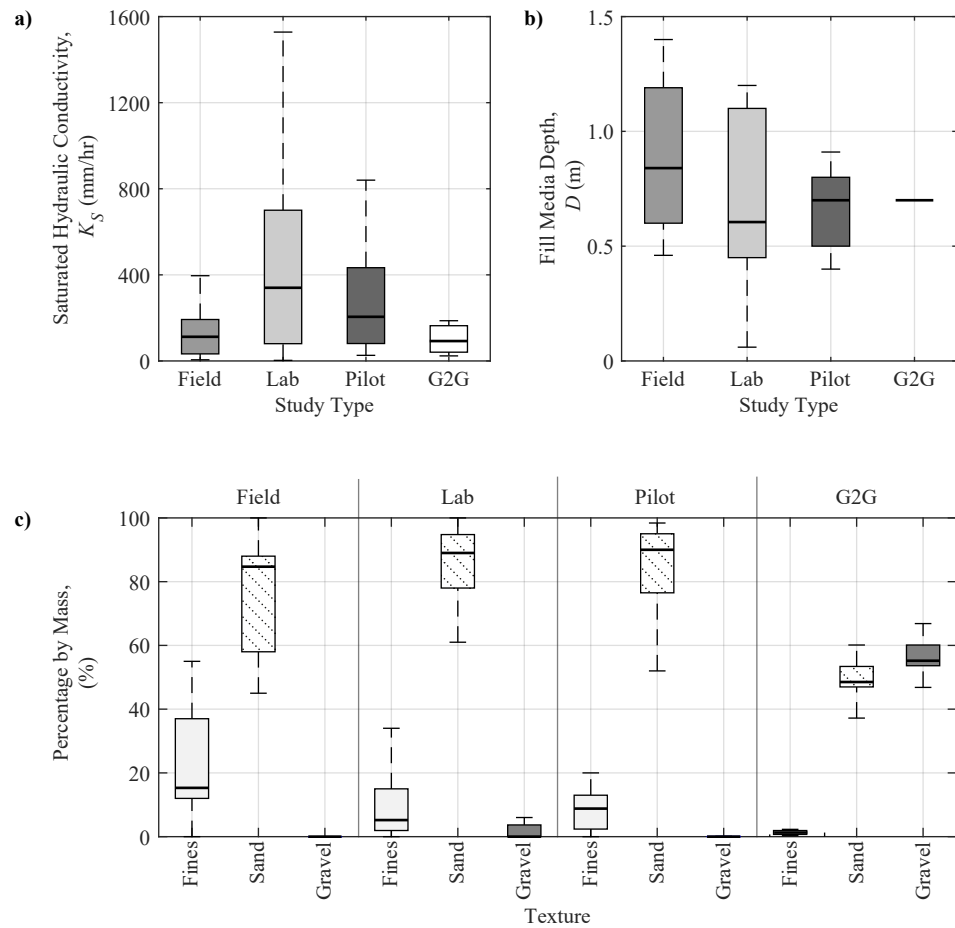 a)
Saturated Hydraulic Conductivity,
K_S (mm/hr)
1600
1200
800
400
0
Field Lab Pilot G2G
Study Type
b)
Fill Media Depth,
D (m)
1.5
1.0
0.5
0
Field Lab Pilot G2G
Study Type
c)
Field Lab Pilot G2G
Percentage by Mass,
(%)
100
80
60
40
20
0
Fines Sand Gravel Fines Sand Gravel Fines Sand Gravel Fines Sand Gravel
Texture